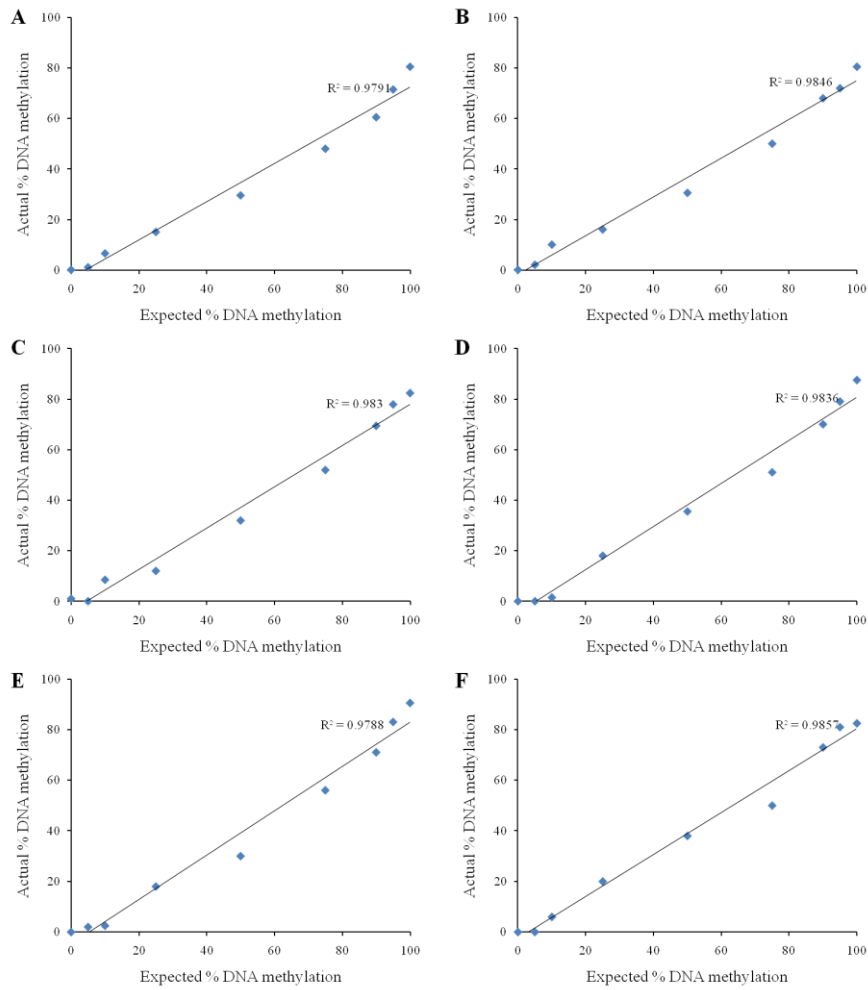 A
100
80
60
40
20
0
Actual % DNA methylation
R² = 0.9791
0 20 40 60 80 100
Expected % DNA methylation
B
100
80
60
40
20
0
Actual % DNA methylation
R² = 0.9846
0 20 40 60 80 100
Expected % DNA methylation
C
100
80
60
40
20
0
Actual % DNA methylation
R² = 0.983
0 20 40 60 80 100
Expected % DNA methylation
D
100
80
60
40
20
0
Actual % DNA methylation
R² = 0.9836
0 20 40 60 80 100
Expected % DNA methylation
E
100
80
60
40
20
0
Actual % DNA methylation
R² = 0.9788
0 20 40 60 80 100
Expected % DNA methylation
F
100
80
60
40
20
0
Actual % DNA methylation
R² = 0.9857
0 20 40 60 80 100
Expected % DNA methylation